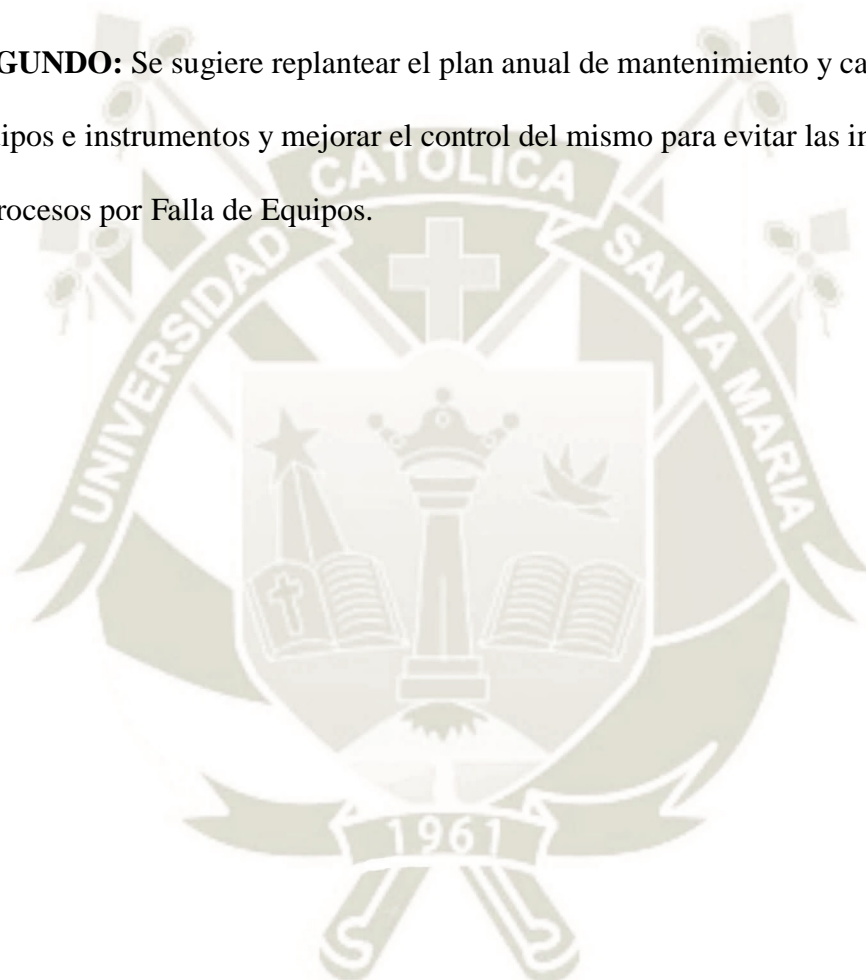 GUNDO: Se sugiere replantear el plan anual de mantenimiento y ca
ipos e instrumentos y mejorar el control del mismo para evitar las in
rocesos por Falla de Equipos.
UNIVERSIDAD CATOLICA SANTA MARIA
1961